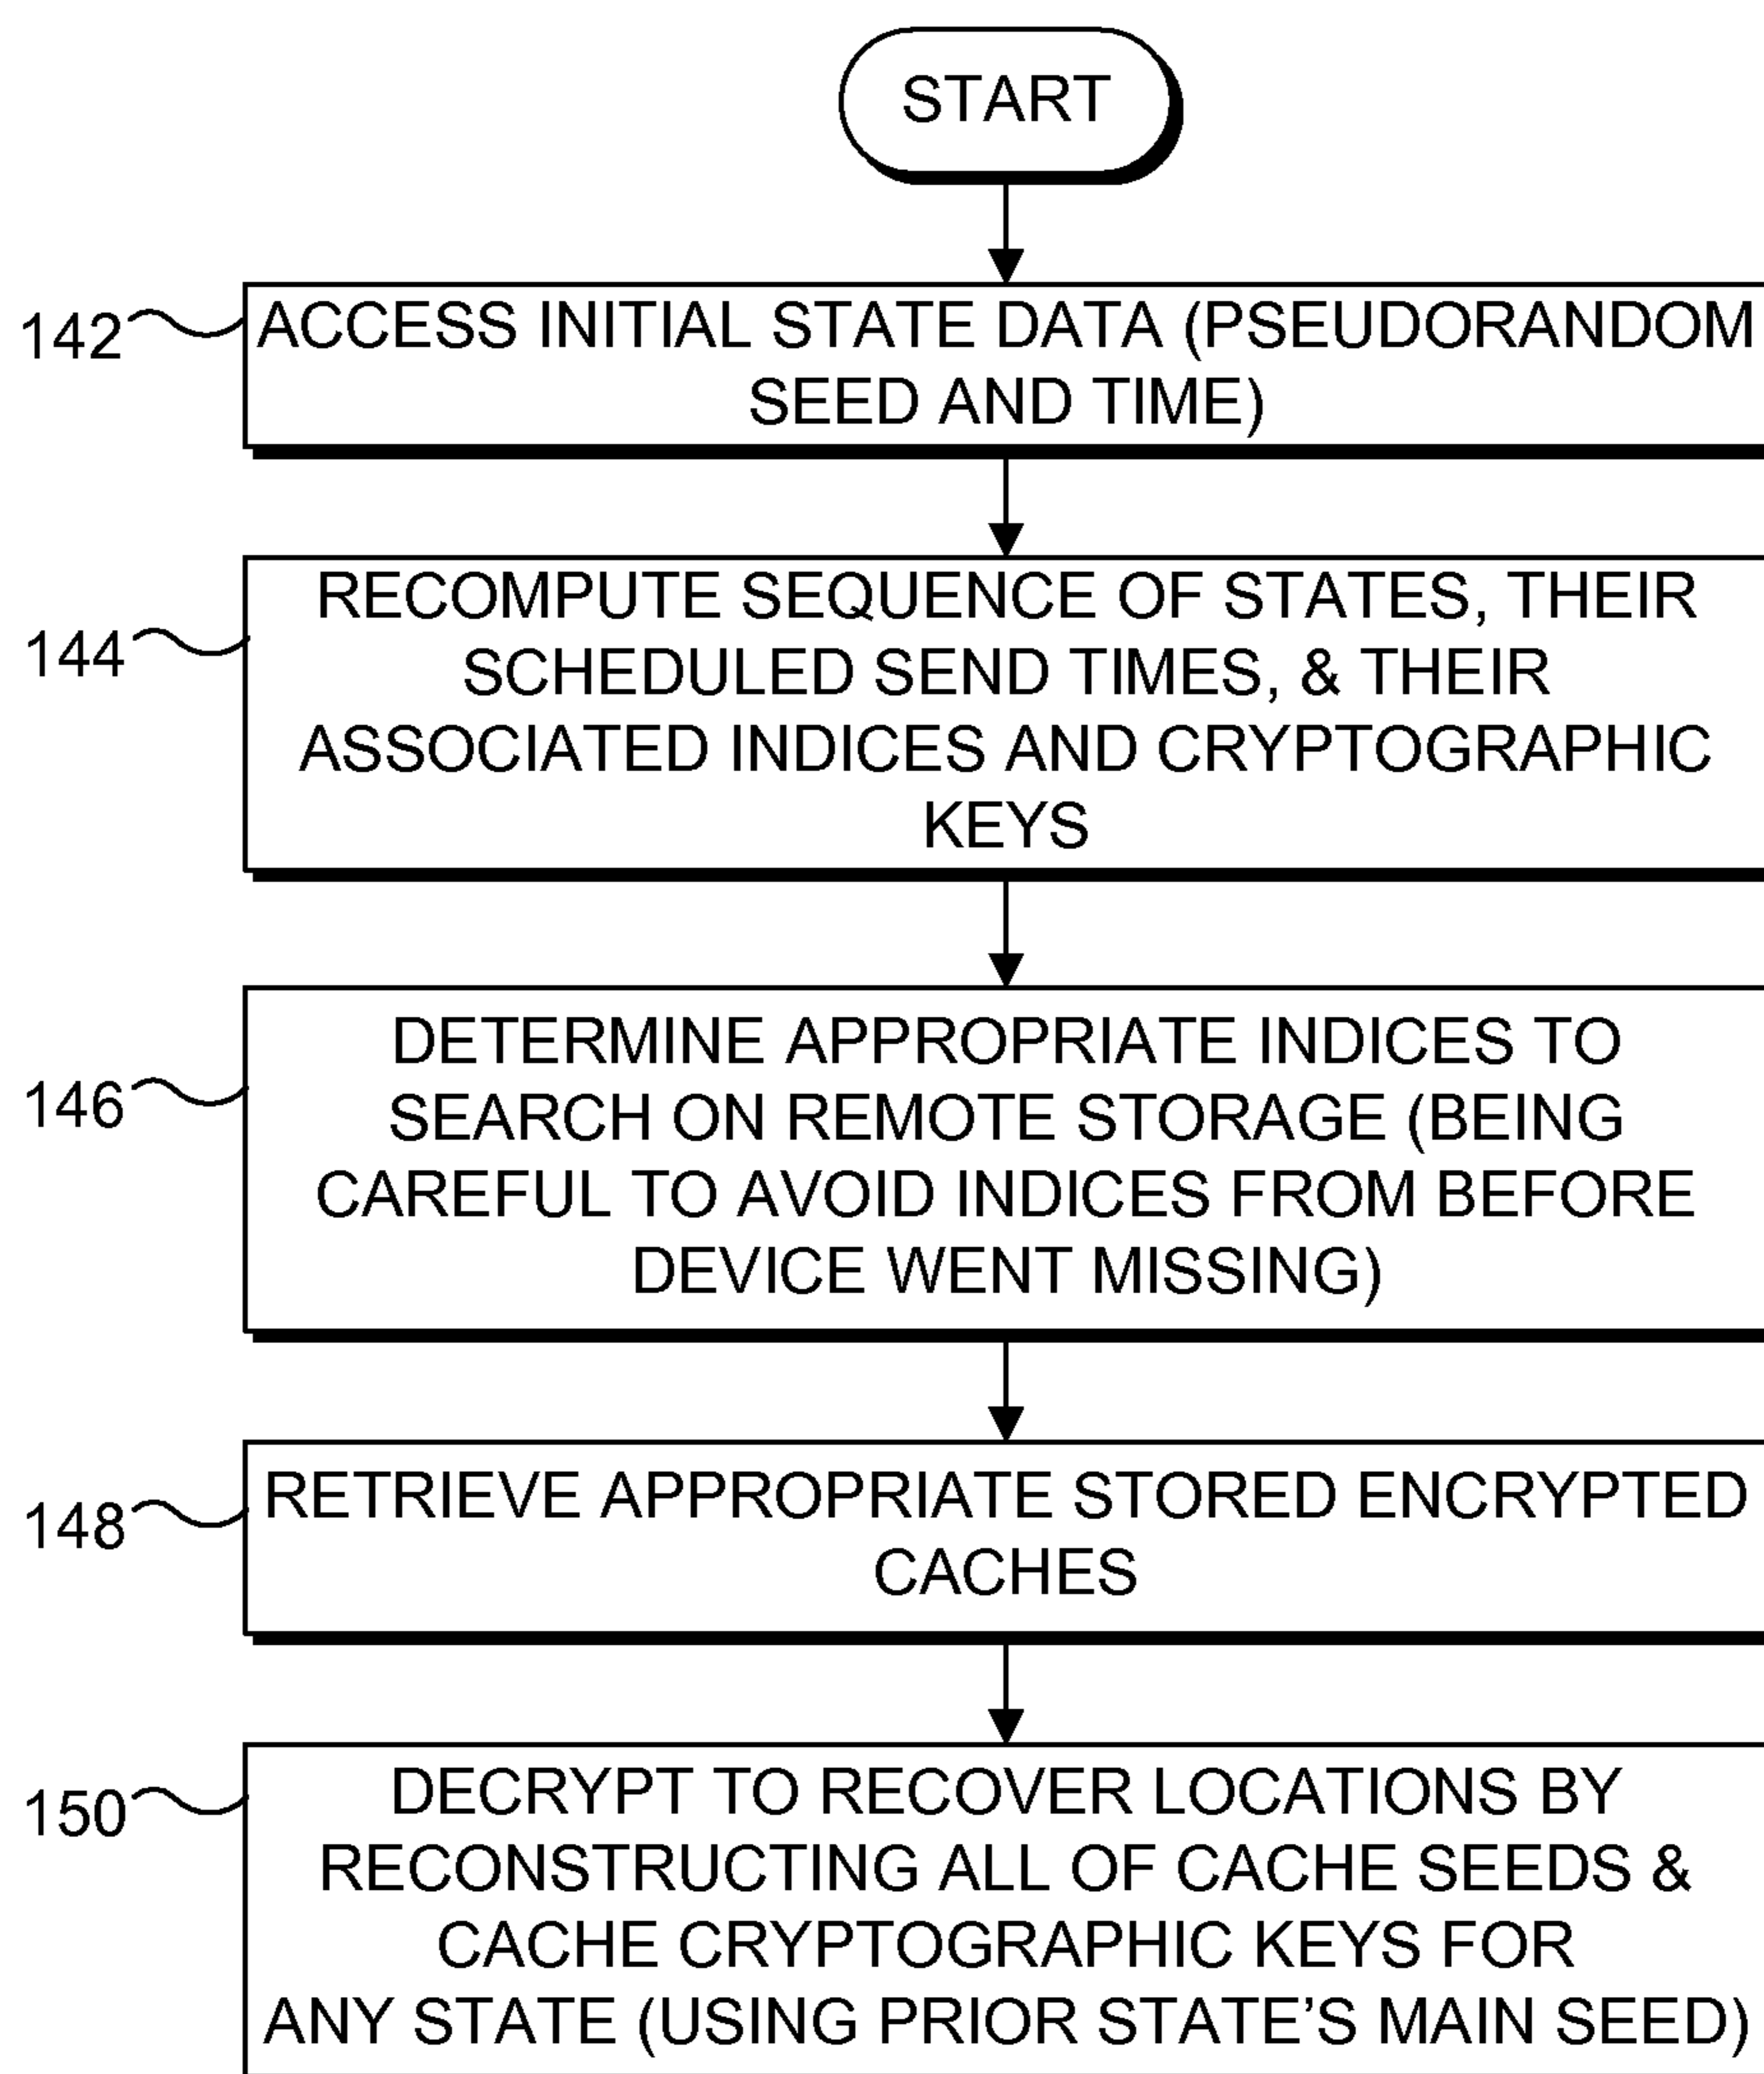 START
142
ACCESS INITIAL STATE DATA (PSEUDORANDOM
SEED AND TIME)
144
RECOMPUTE SEQUENCE OF STATES, THEIR
SCHEDULED SEND TIMES, & THEIR
ASSOCIATED INDICES AND CRYPTOGRAPHIC
KEYS
146
DETERMINE APPROPRIATE INDICES TO
SEARCH ON REMOTE STORAGE (BEING
CAREFUL TO AVOID INDICES FROM BEFORE
DEVICE WENT MISSING)
148
RETRIEVE APPROPRIATE STORED ENCRYPTED
CACHES
150
DECRYPT TO RECOVER LOCATIONS BY
RECONSTRUCTING ALL OF CACHE SEEDS &
CACHE CRYPTOGRAPHIC KEYS FOR
ANY STATE (USING PRIOR STATE’S MAIN SEED)